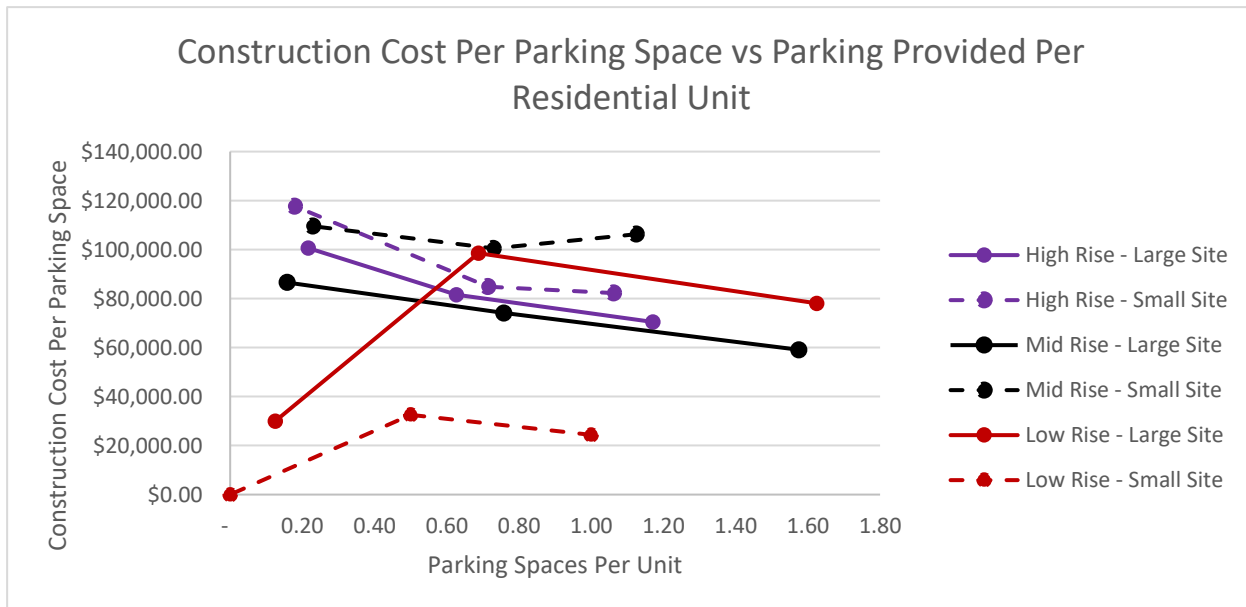 Construction Cost Per Parking Space vs Parking Provided Per
Residential Unit
Construction Cost Per Parking Space
$140,000.00
$120,000.00
$100,000.00
$80,000.00
$60,000.00
$40,000.00
$20,000.00
$0.00
- 0.20 0.40 0.60 0.80 1.00 1.20 1.40 1.60 1.80
Parking Spaces Per Unit
High Rise - Large Site
High Rise - Small Site
Mid Rise - Large Site
Mid Rise - Small Site
Low Rise - Large Site
Low Rise - Small Site